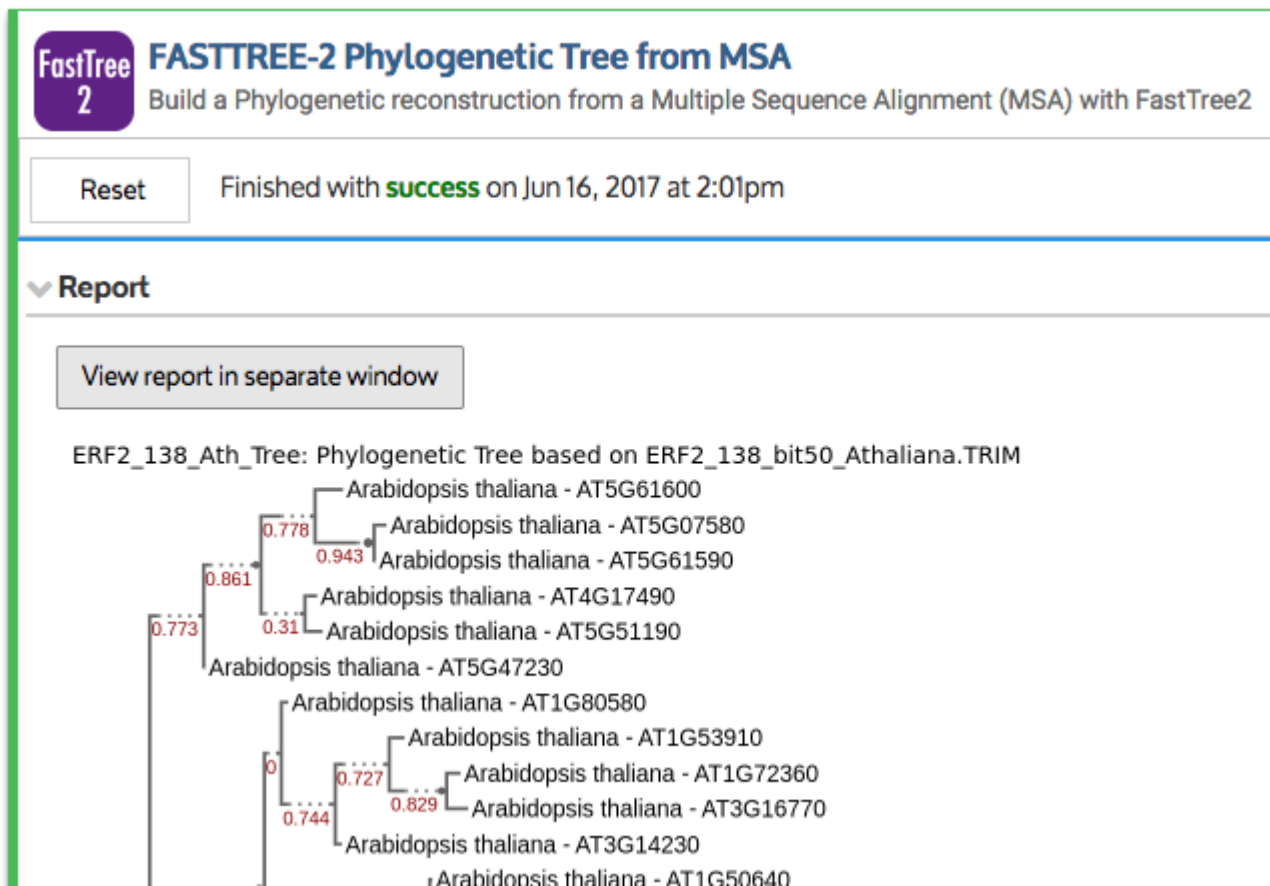 FastTree
2
FASTTREE-2 Phylogenetic Tree from MSA
Build a Phylogenetic reconstruction from a Multiple Sequence Alignment (MSA) with FastTree2
Reset
Finished with success on Jun 16, 2017 at 2:01pm
Report
View report in separate window
ERF2_138_Ath_Tree: Phylogenetic Tree based on ERF2_138_bit50_Athaliana.TRIM
Arabidopsis thaliana - AT5G61600
0.778
Arabidopsis thaliana - AT5G07580
0.943
Arabidopsis thaliana - AT5G61590
0.861
Arabidopsis thaliana - AT4G17490
0.31
Arabidopsis thaliana - AT5G51190
0.773
Arabidopsis thaliana - AT5G47230
Arabidopsis thaliana - AT1G80580
Arabidopsis thaliana - AT1G53910
0
0.727
Arabidopsis thaliana - AT1G72360
0.829
Arabidopsis thaliana - AT3G16770
0.744
Arabidopsis thaliana - AT3G14230
Arabidopsis thaliana - AT1G50640